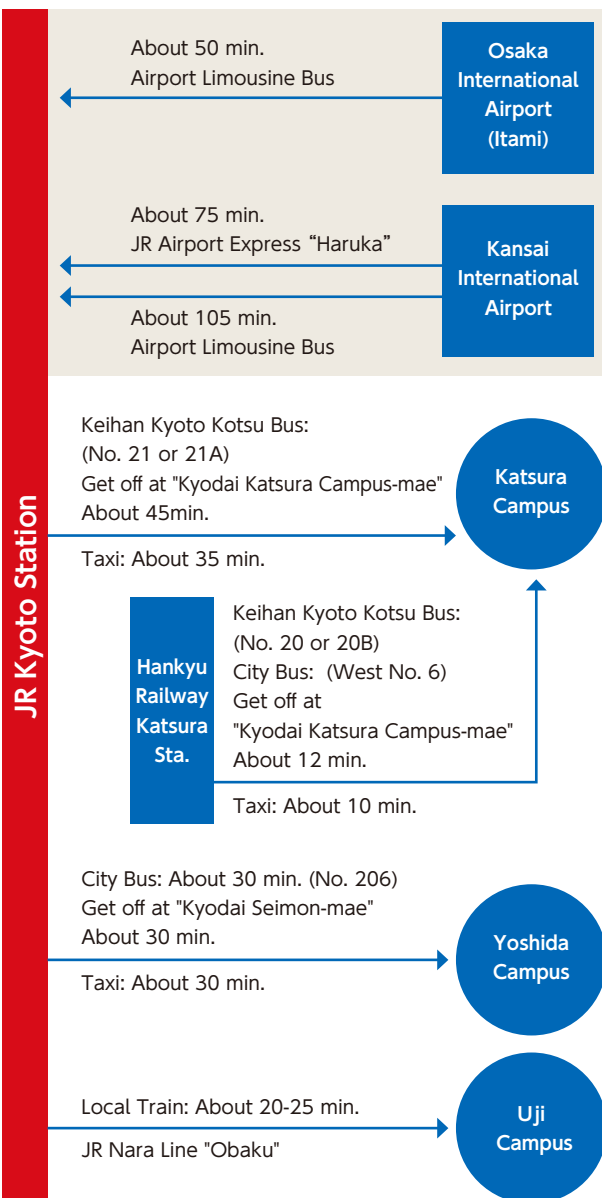 JR Kyoto Station
About 50 min.
Airport Limousine Bus
Osaka
International
Airport
(Itami)
About 75 min.
JR Airport Express “Haruka”
About 105 min.
Airport Limousine Bus
Kansai
International
Airport
Keihan Kyoto Kotsu Bus:
(No. 21 or 21A)
Get off at "Kyodai Katsura Campus-mae"
About 45min.
Taxi: About 35 min.
Katsura
Campus
Hankyu
Railway
Katsura
Sta.
Keihan Kyoto Kotsu Bus:
(No. 20 or 20B)
City Bus: (West No. 6)
Get off at
"Kyodai Katsura Campus-mae"
About 12 min.
Taxi: About 10 min.
City Bus: About 30 min. (No. 206)
Get off at "Kyodai Seimon-mae"
About 30 min.
Taxi: About 30 min.
Yoshida
Campus
Local Train: About 20-25 min.
JR Nara Line "Obaku"
Uji
Campus